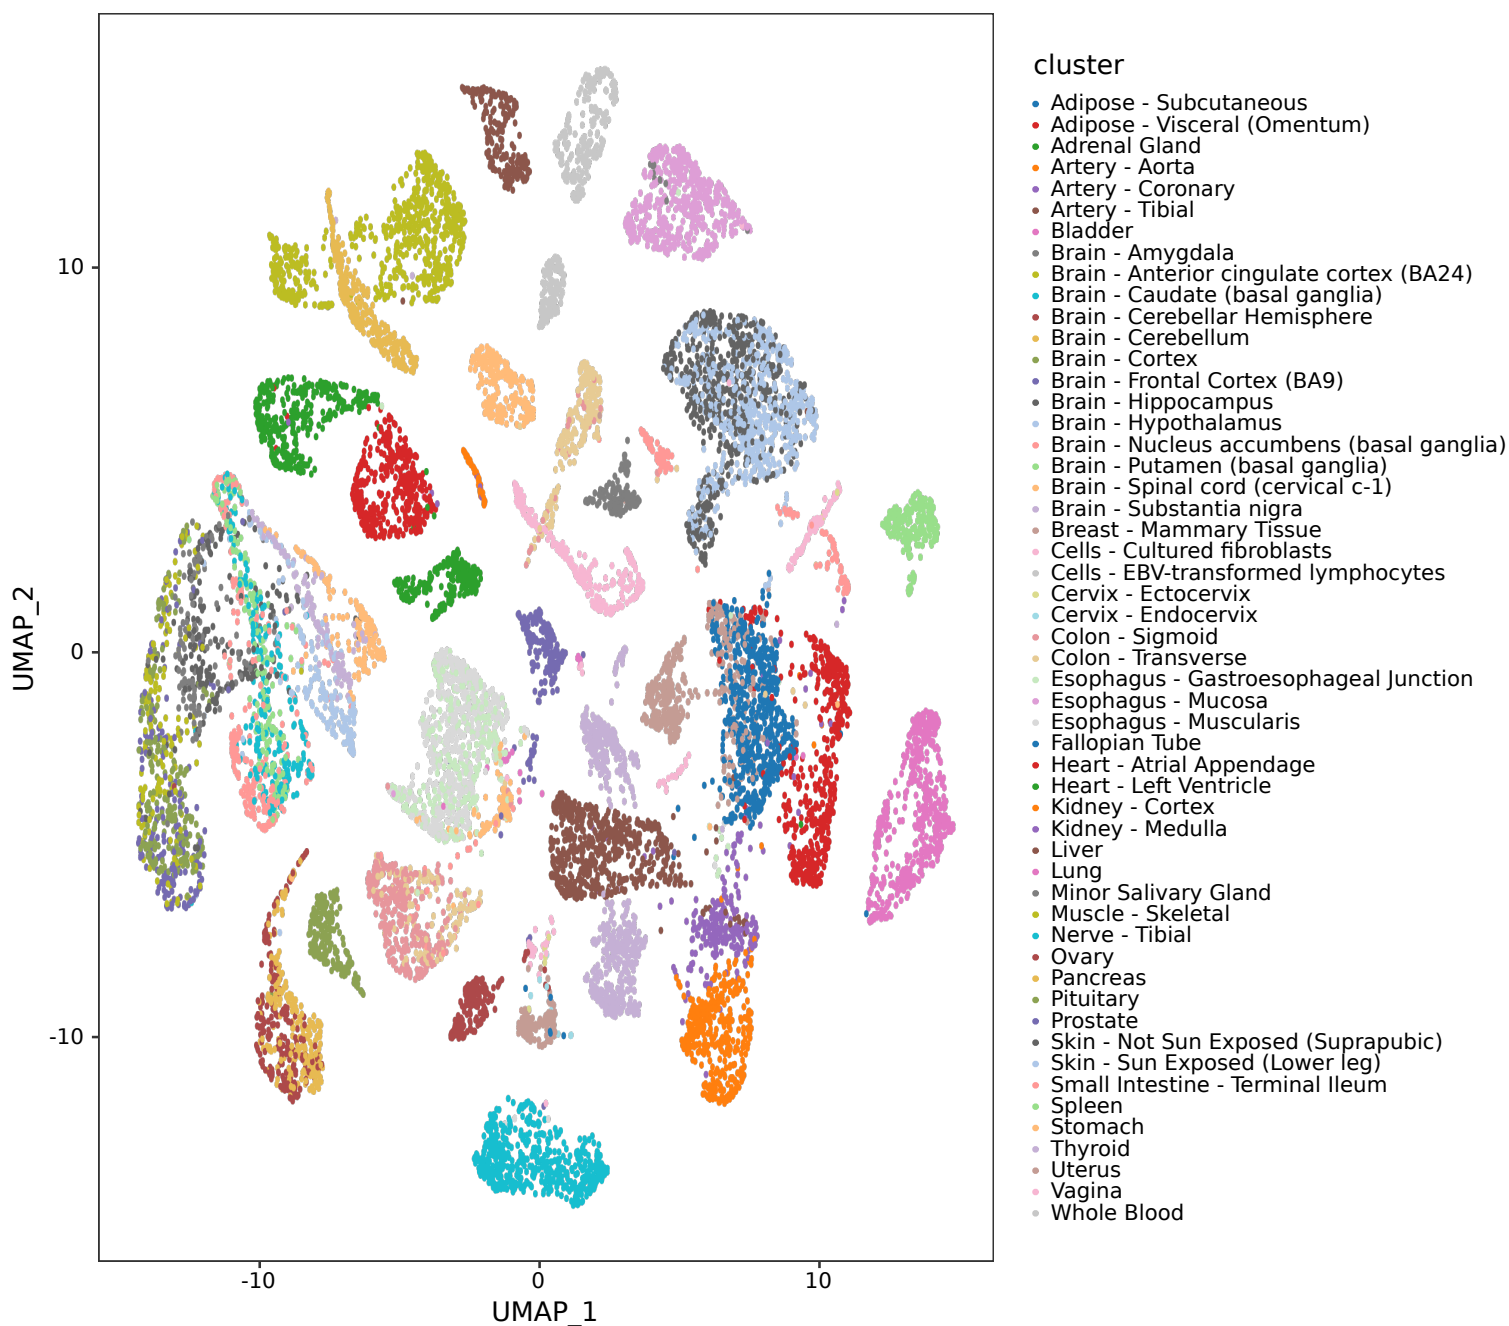 cluster
Adipose - Subcutaneous
Adipose - Visceral (Omentum)
Adrenal Gland
Artery - Aorta
Artery - Coronary
Artery - Tibial
Bladder
Brain - Amygdala
Brain - Anterior cingulate cortex (BA24)
Brain - Caudate (basal ganglia)
Brain - Cerebellar Hemisphere
Brain - Cerebellum
Brain - Cortex
Brain - Frontal Cortex (BA9)
Brain - Hippocampus
Brain - Hypothalamus
Brain - Nucleus accumbens (basal ganglia)
Brain - Putamen (basal ganglia)
Brain - Spinal cord (cervical c-1)
Brain - Substantia nigra
Breast - Mammary Tissue
Cells - Cultured fibroblasts
Cells - EBV-transformed lymphocytes
Cervix - Ectocervix
Cervix - Endocervix
Colon - Sigmoid
Colon - Transverse
Esophagus - Gastroesophageal Junction
Esophagus - Mucosa
Esophagus - Muscularis
Fallopian Tube
Heart - Atrial Appendage
Heart - Left Ventricle
Kidney - Cortex
Kidney - Medulla
Liver
Lung
Minor Salivary Gland
Muscle - Skeletal
Nerve - Tibial
Ovary
Pancreas
Pituitary
Prostate
Skin - Not Sun Exposed (Suprapubic)
Skin - Sun Exposed (Lower leg)
Small Intestine - Terminal Ileum
Spleen
Stomach
Thyroid
Uterus
Vagina
Whole Blood
10
0
-10
UMAP_2
-10 0 10
UMAP_1